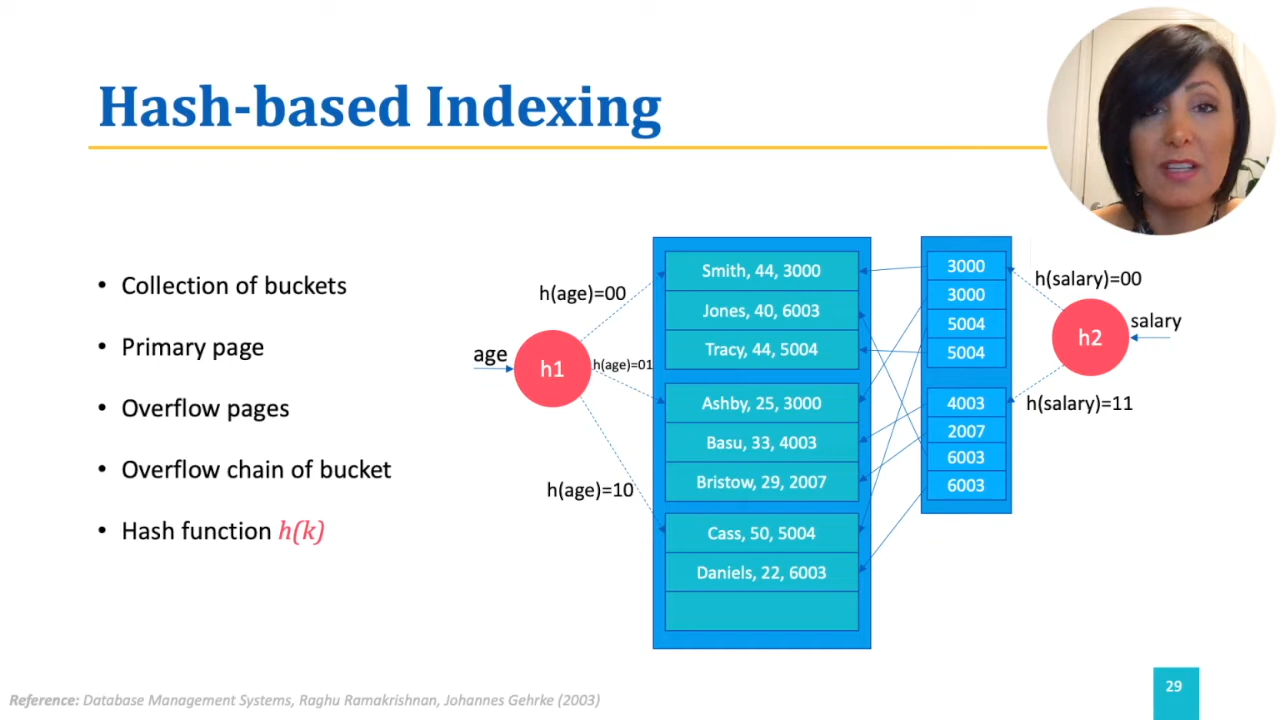 Hash-based Indexing
• Collection of buckets
• Primary page
• Overflow pages
• Overflow chain of bucket
• Hash function h(k)
age
h1
h(age)=00
h(age)=01
h(age)=10
Smith, 44, 3000
Jones, 40, 6003
Tracy, 44, 5004
Ashby, 25, 3000
Basu, 33, 4003
Bristow, 29, 2007
Cass, 50, 5004
Daniels, 22, 6003
3000
3000
5004
5004
4003
2007
6003
6003
h(salary)=00
h2
salary
h(salary)=11
Reference: Database Management Systems, Raghu Ramakrishnan, Johannes Gehrke (2003)
29